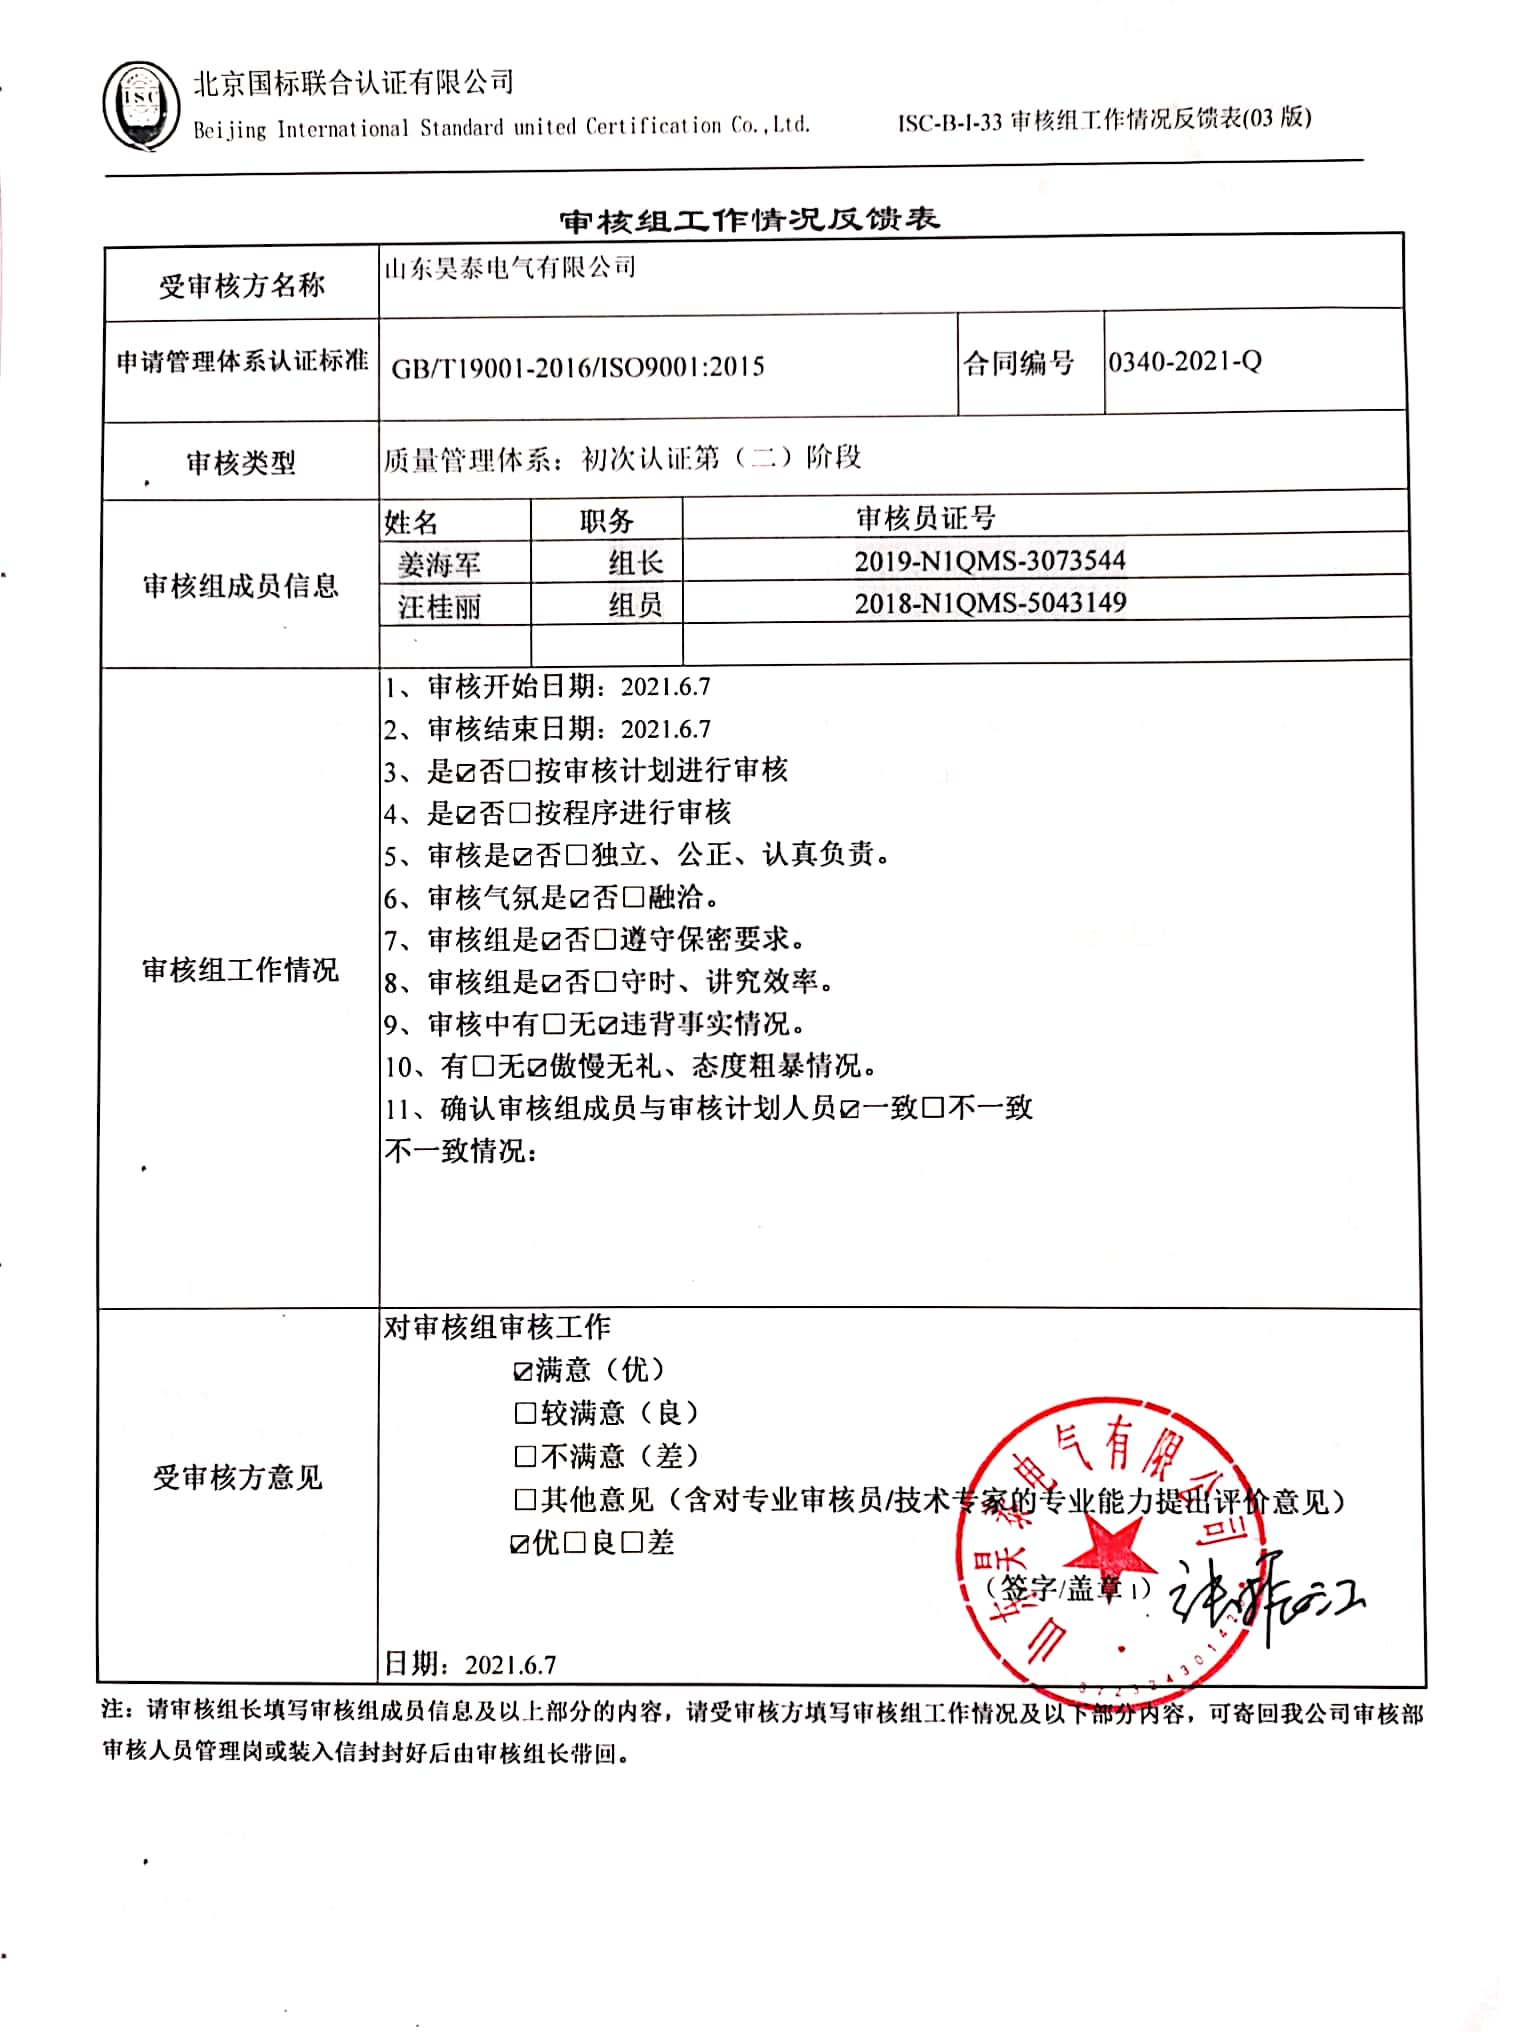 ISC
北京国标联合认证有限公司
Beijing International Standard united Certification Co.,Ltd.
ISC-B-I-33 审核组工作情况反馈表(03 版)
审核组工作情况反馈表
受审核方名称 山东昊泰电气有限公司
申请管理体系认证标准 GB/T19001-2016/ISO9001:2015 合同编号 0340-2021-Q
审核类型 质量管理体系：初次认证第（二）阶段
审核组成员信息
姓名 职务 审核员证号
姜海军 组长 2019-N1QMS-3073544
汪桂丽 组员 2018-N1QMS-5043149
审核组工作情况
1、审核开始日期：2021.6.7
2、审核结束日期：2021.6.7
3、是☑否□按审核计划进行审核
4、是☑否□按程序进行审核
5、审核是☑否□独立、公正、认真负责。
6、审核气氛是☑否□融洽。
7、审核组是☑否□遵守保密要求。
8、审核组是☑否□守时、讲究效率。
9、审核中有□无☑违背事实情况。
10、有□无☑傲慢无礼、态度粗暴情况。
11、确认审核组成员与审核计划人员☑一致□不一致
不一致情况：
受审核方意见
对审核组审核工作
☑满意（优）
□较满意（良）
□不满意（差）
□其他意见（含对专业审核员/技术专家的专业能力提出评价意见）
☑优□良□差
（签字/盖章）
山东昊泰电气有限公司
日期：2021.6.7
注：请审核组长填写审核组成员信息及以上部分的内容，请受审核方填写审核组工作情况及以下部分内容，可寄回我公司审核部
审核人员管理岗或装入信封封好后由审核组长带回。